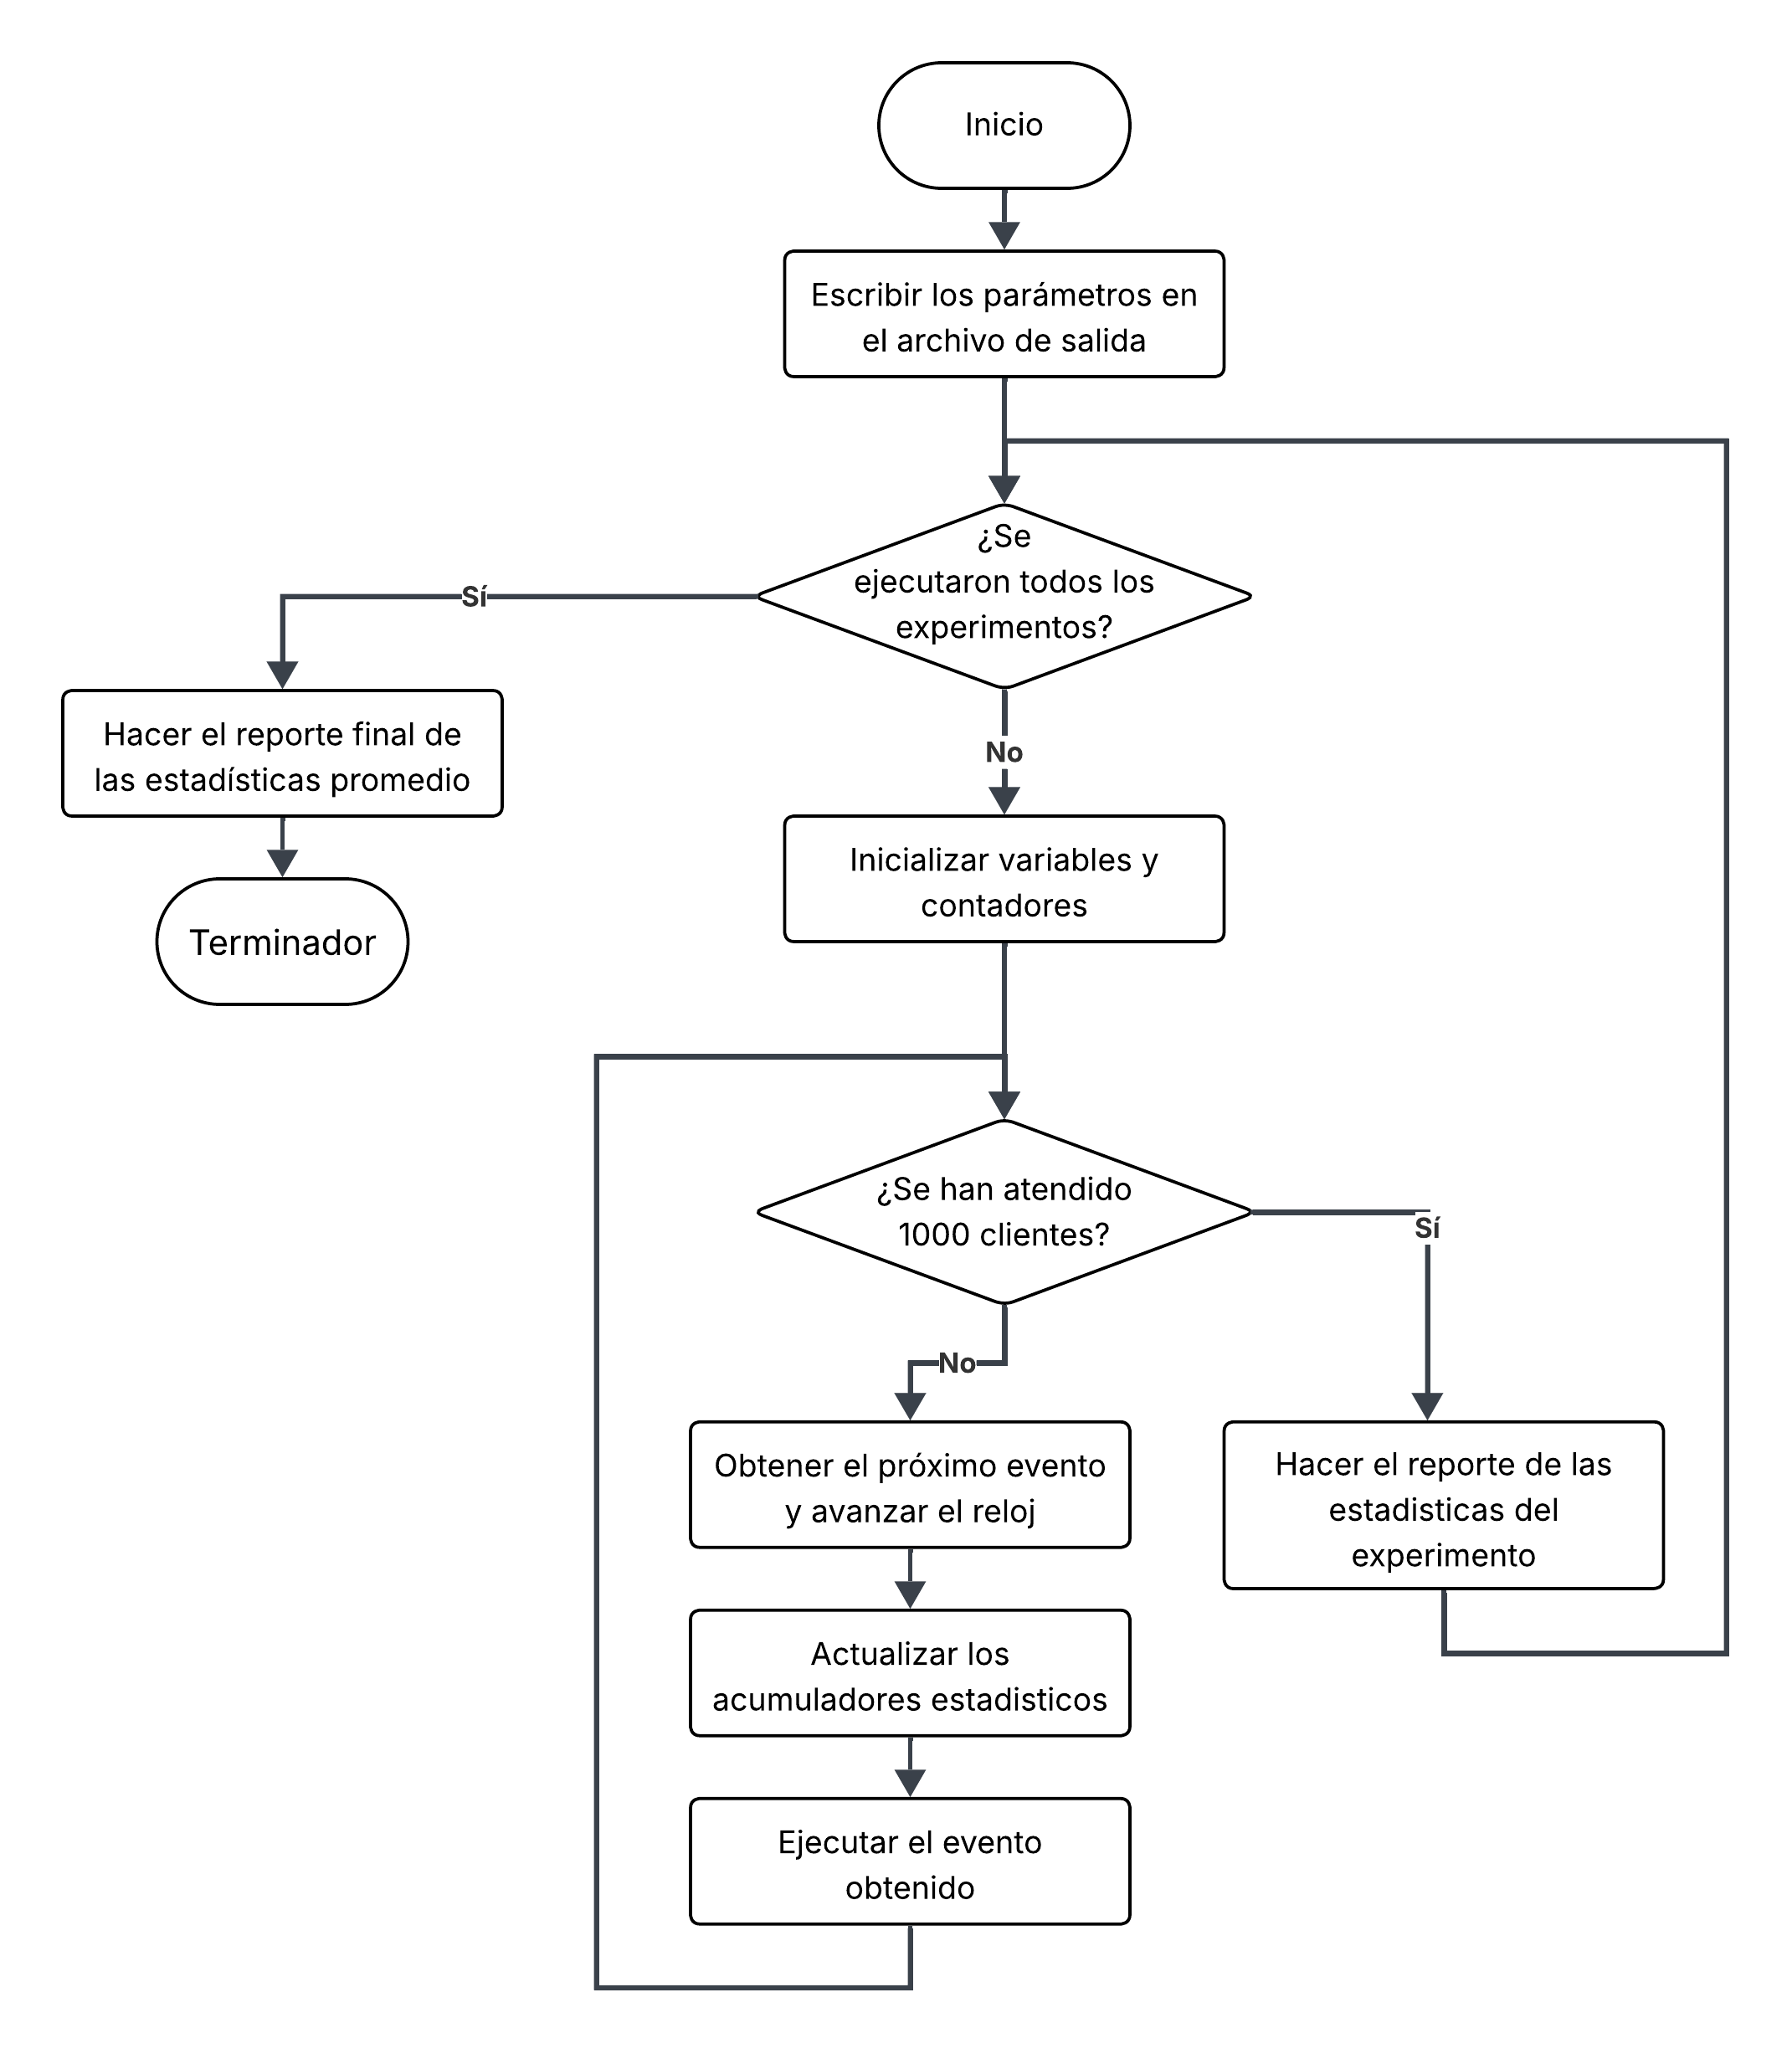 Inicio
Escribir los parámetros en
el archivo de salida
¿Se
ejecutaron todos los
experimentos?
Sí
Hacer el reporte final de
las estadísticas promedio
Terminador
No
Inicializar variables y
contadores
¿Se han atendido
1000 clientes?
Sí
No
Obtener el próximo evento
y avanzar el reloj
Hacer el reporte de las
estadisticas del
experimento
Actualizar los
acumuladores estadisticos
Ejecutar el evento
obtenido